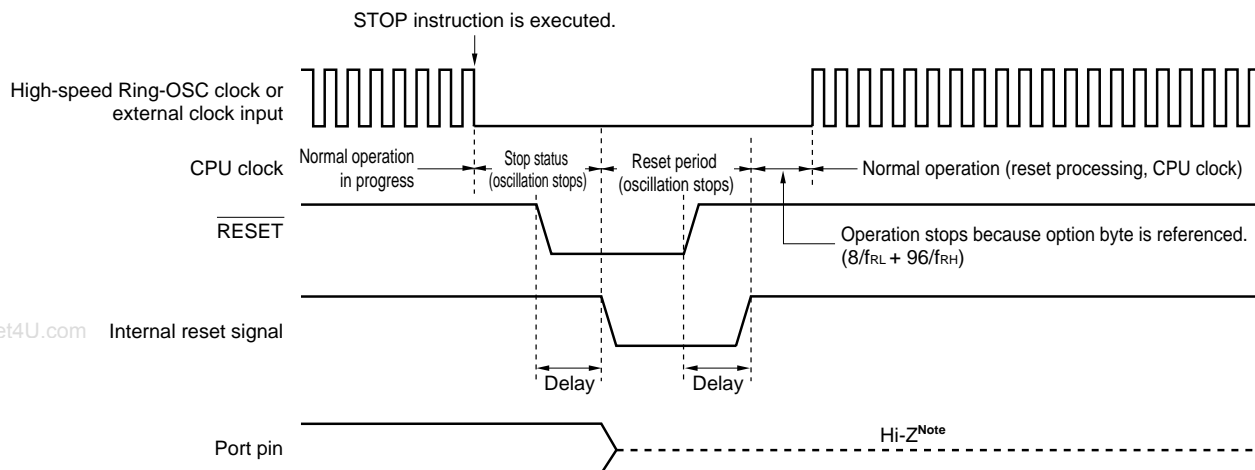 STOP instruction is executed.
High-speed Ring-OSC clock or
external clock input
CPU clock
Normal operation
in progress
Stop status
(oscillation stops)
Reset period
(oscillation stops)
Normal operation (reset processing, CPU clock)
RESET
Operation stops because option byte is referenced.
(8/fRL + 96/fRH)
et4U.com
Internal reset signal
Delay
Delay
Port pin
Hi-ZNote